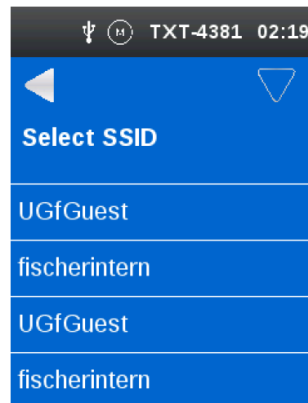 M TXT-4381 02:19
Select SSID
UGfGuest
fischerintern
UGfGuest
fischerintern